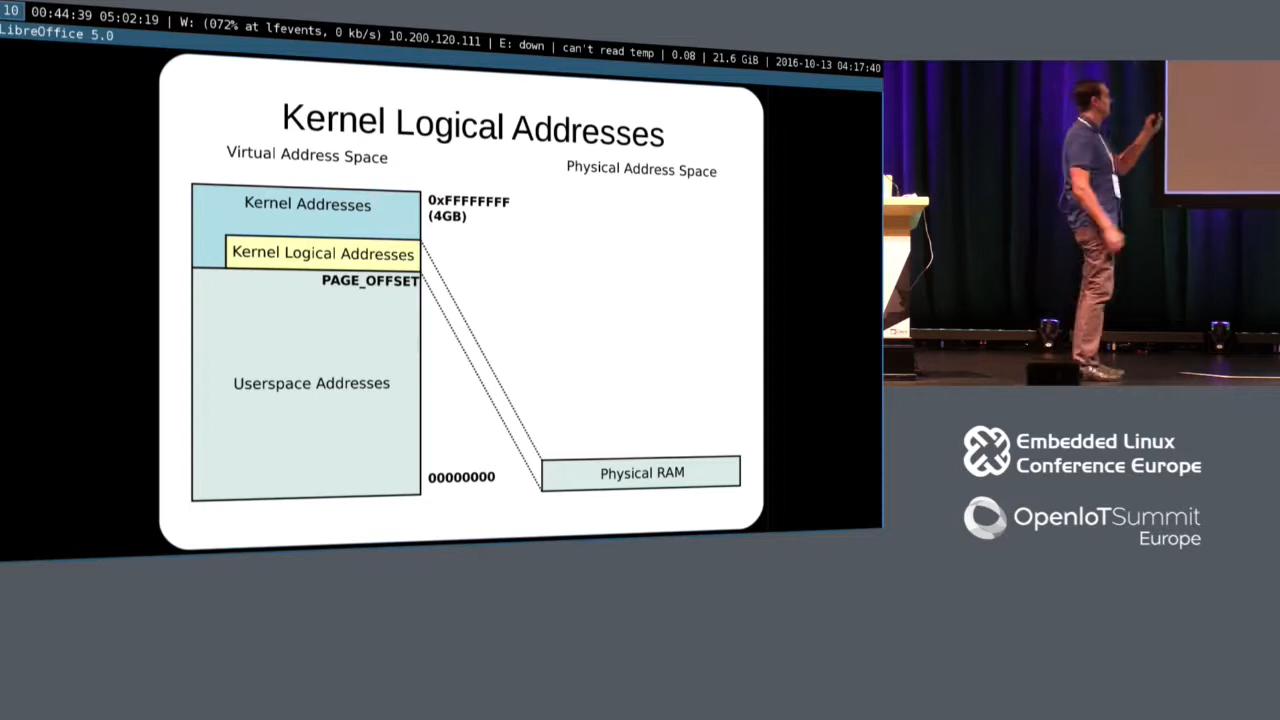 10 00:44:39 05:02:19 | W: (072% at lfevents, 0 kb/s) 10.200.120.111 | E: down | can't read temp | 0.08 | 21.6 GiB | 2016-10-13 04:17:40
LibreOffice 5.0
Kernel Logical Addresses
Virtual Address Space
Physical Address Space
Kernel Addresses
0xFFFFFFFF
(4GB)
Kernel Logical Addresses
PAGE_OFFSET
Userspace Addresses
00000000
Physical RAM
Embedded Linux
Conference Europe
OpenIoTSummit
Europe